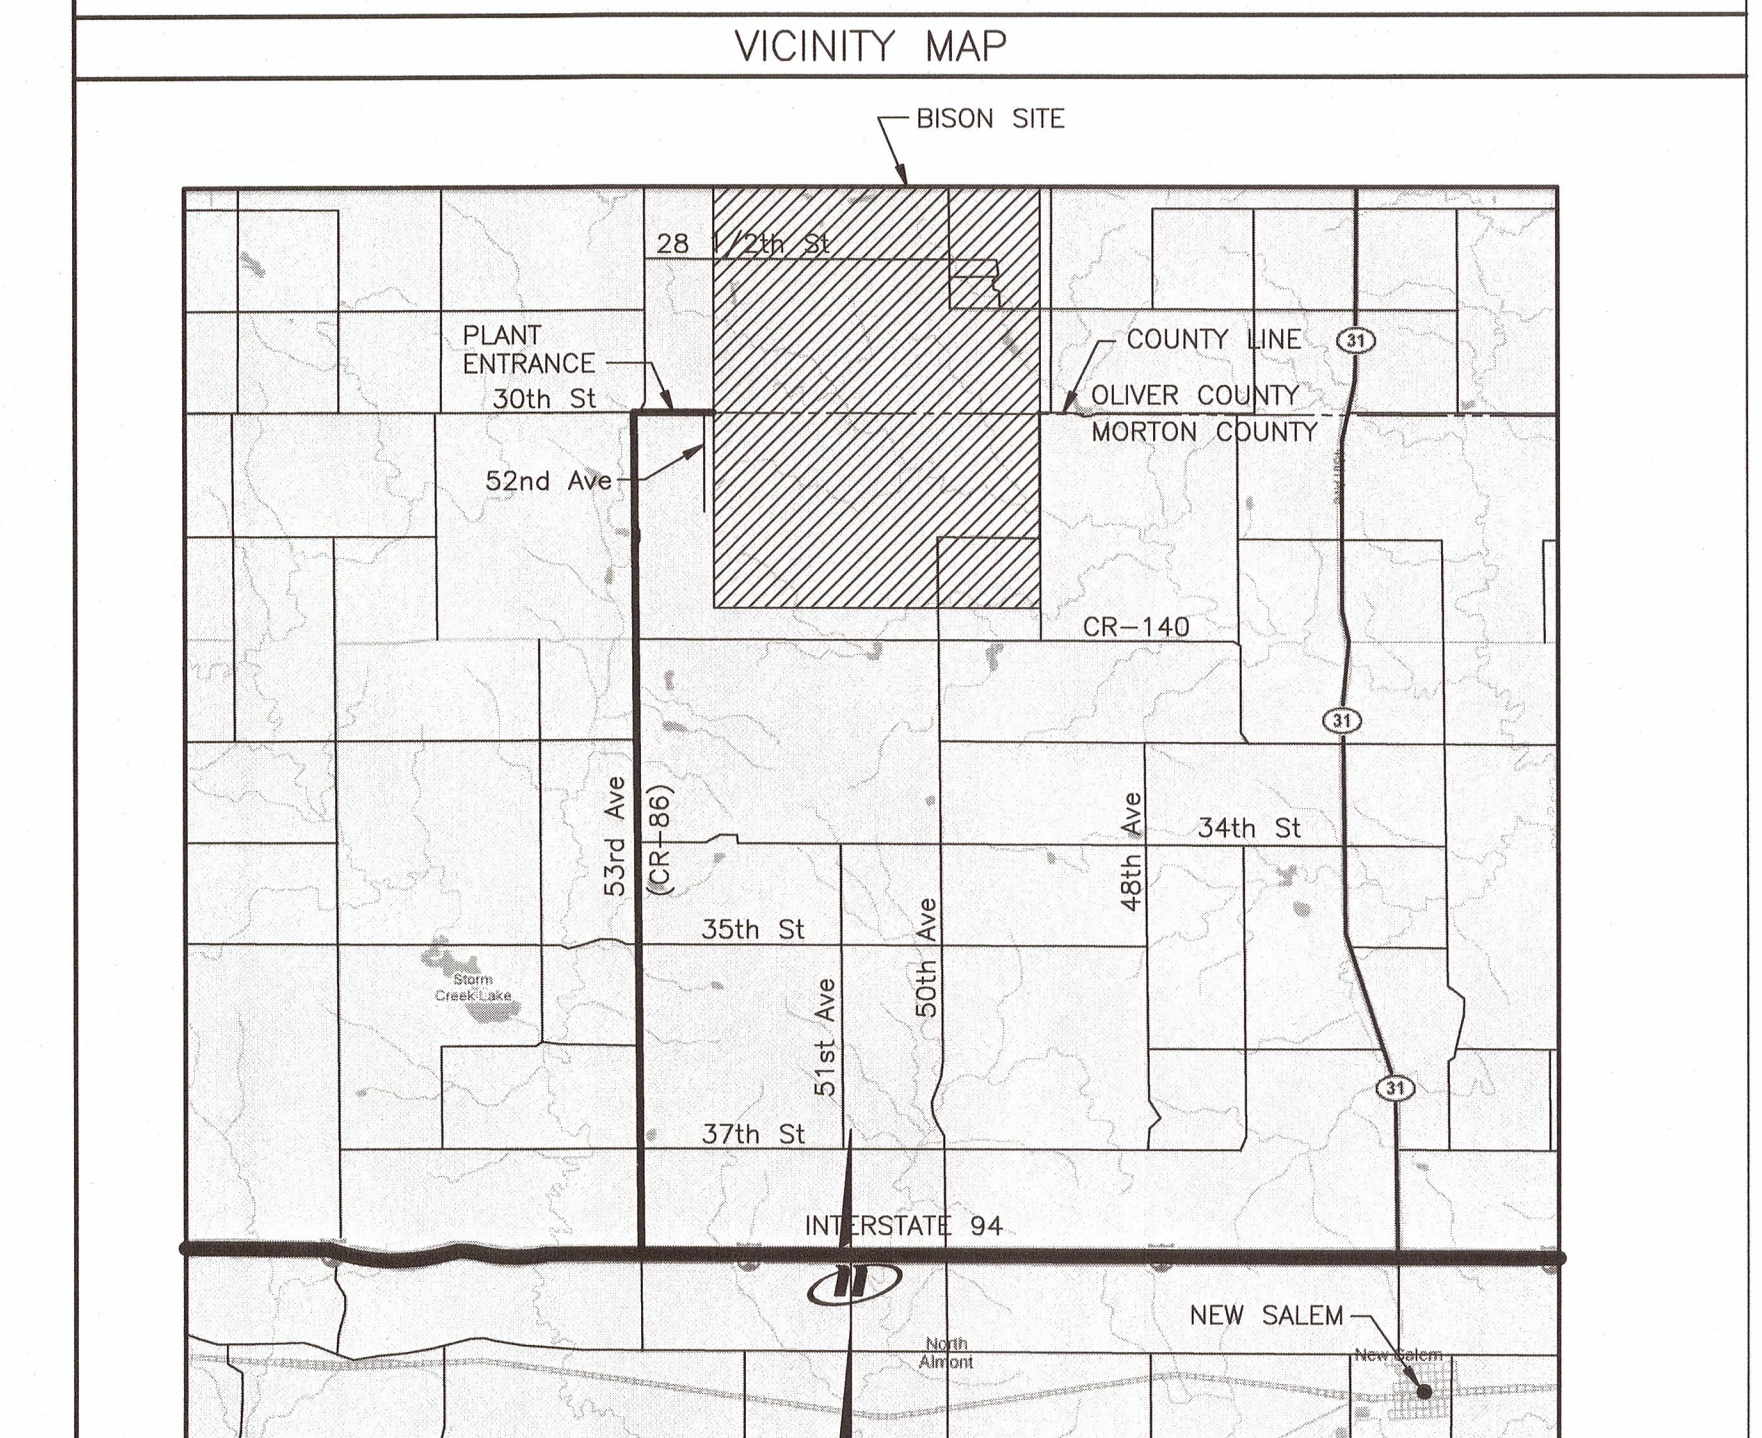 VICINITY MAP
BISON SITE
28 1/2th St
PLANT
ENTRANCE
30th St
COUNTY LINE
31
OLIVER COUNTY
MORTON COUNTY
52nd Ave
CR-140
31
53rd Ave
(CR-86)
48th Ave
34th St
35th St
50th Ave
Storm
Creek Lake
51st Ave
31
37th St
INTERSTATE 94
NEW SALEM
North
Almont
New Salem